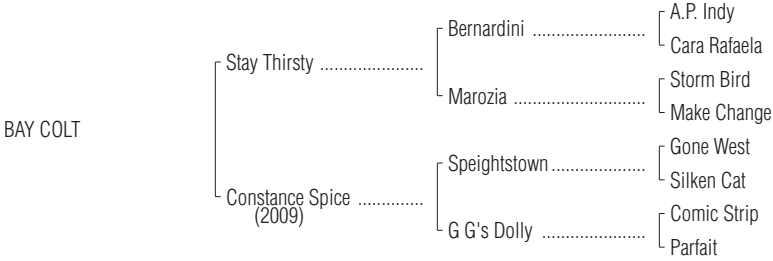 A.P. Indy
Bernardini ........................
Cara Rafaela
Stay Thirsty ......................
Storm Bird
Marozia ............................
Make Change
BAY COLT
Gone West
Speightstown....................
Silken Cat
Constance Spice ..............
(2009)
Comic Strip
G G's Dolly ......................
Parfait